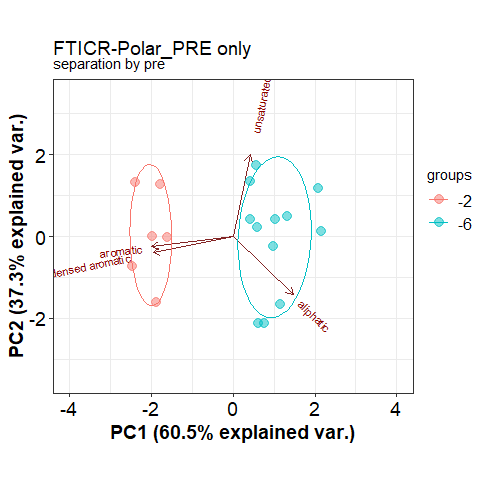 FTICR-Polar_PRE only
separation by pre
PC2 (37.3% explained var.)
2
0
-2
unsaturated
aromatic
densed aromatic
aliphatic
-4 -2 0 2 4
PC1 (60.5% explained var.)
groups
-2
-6